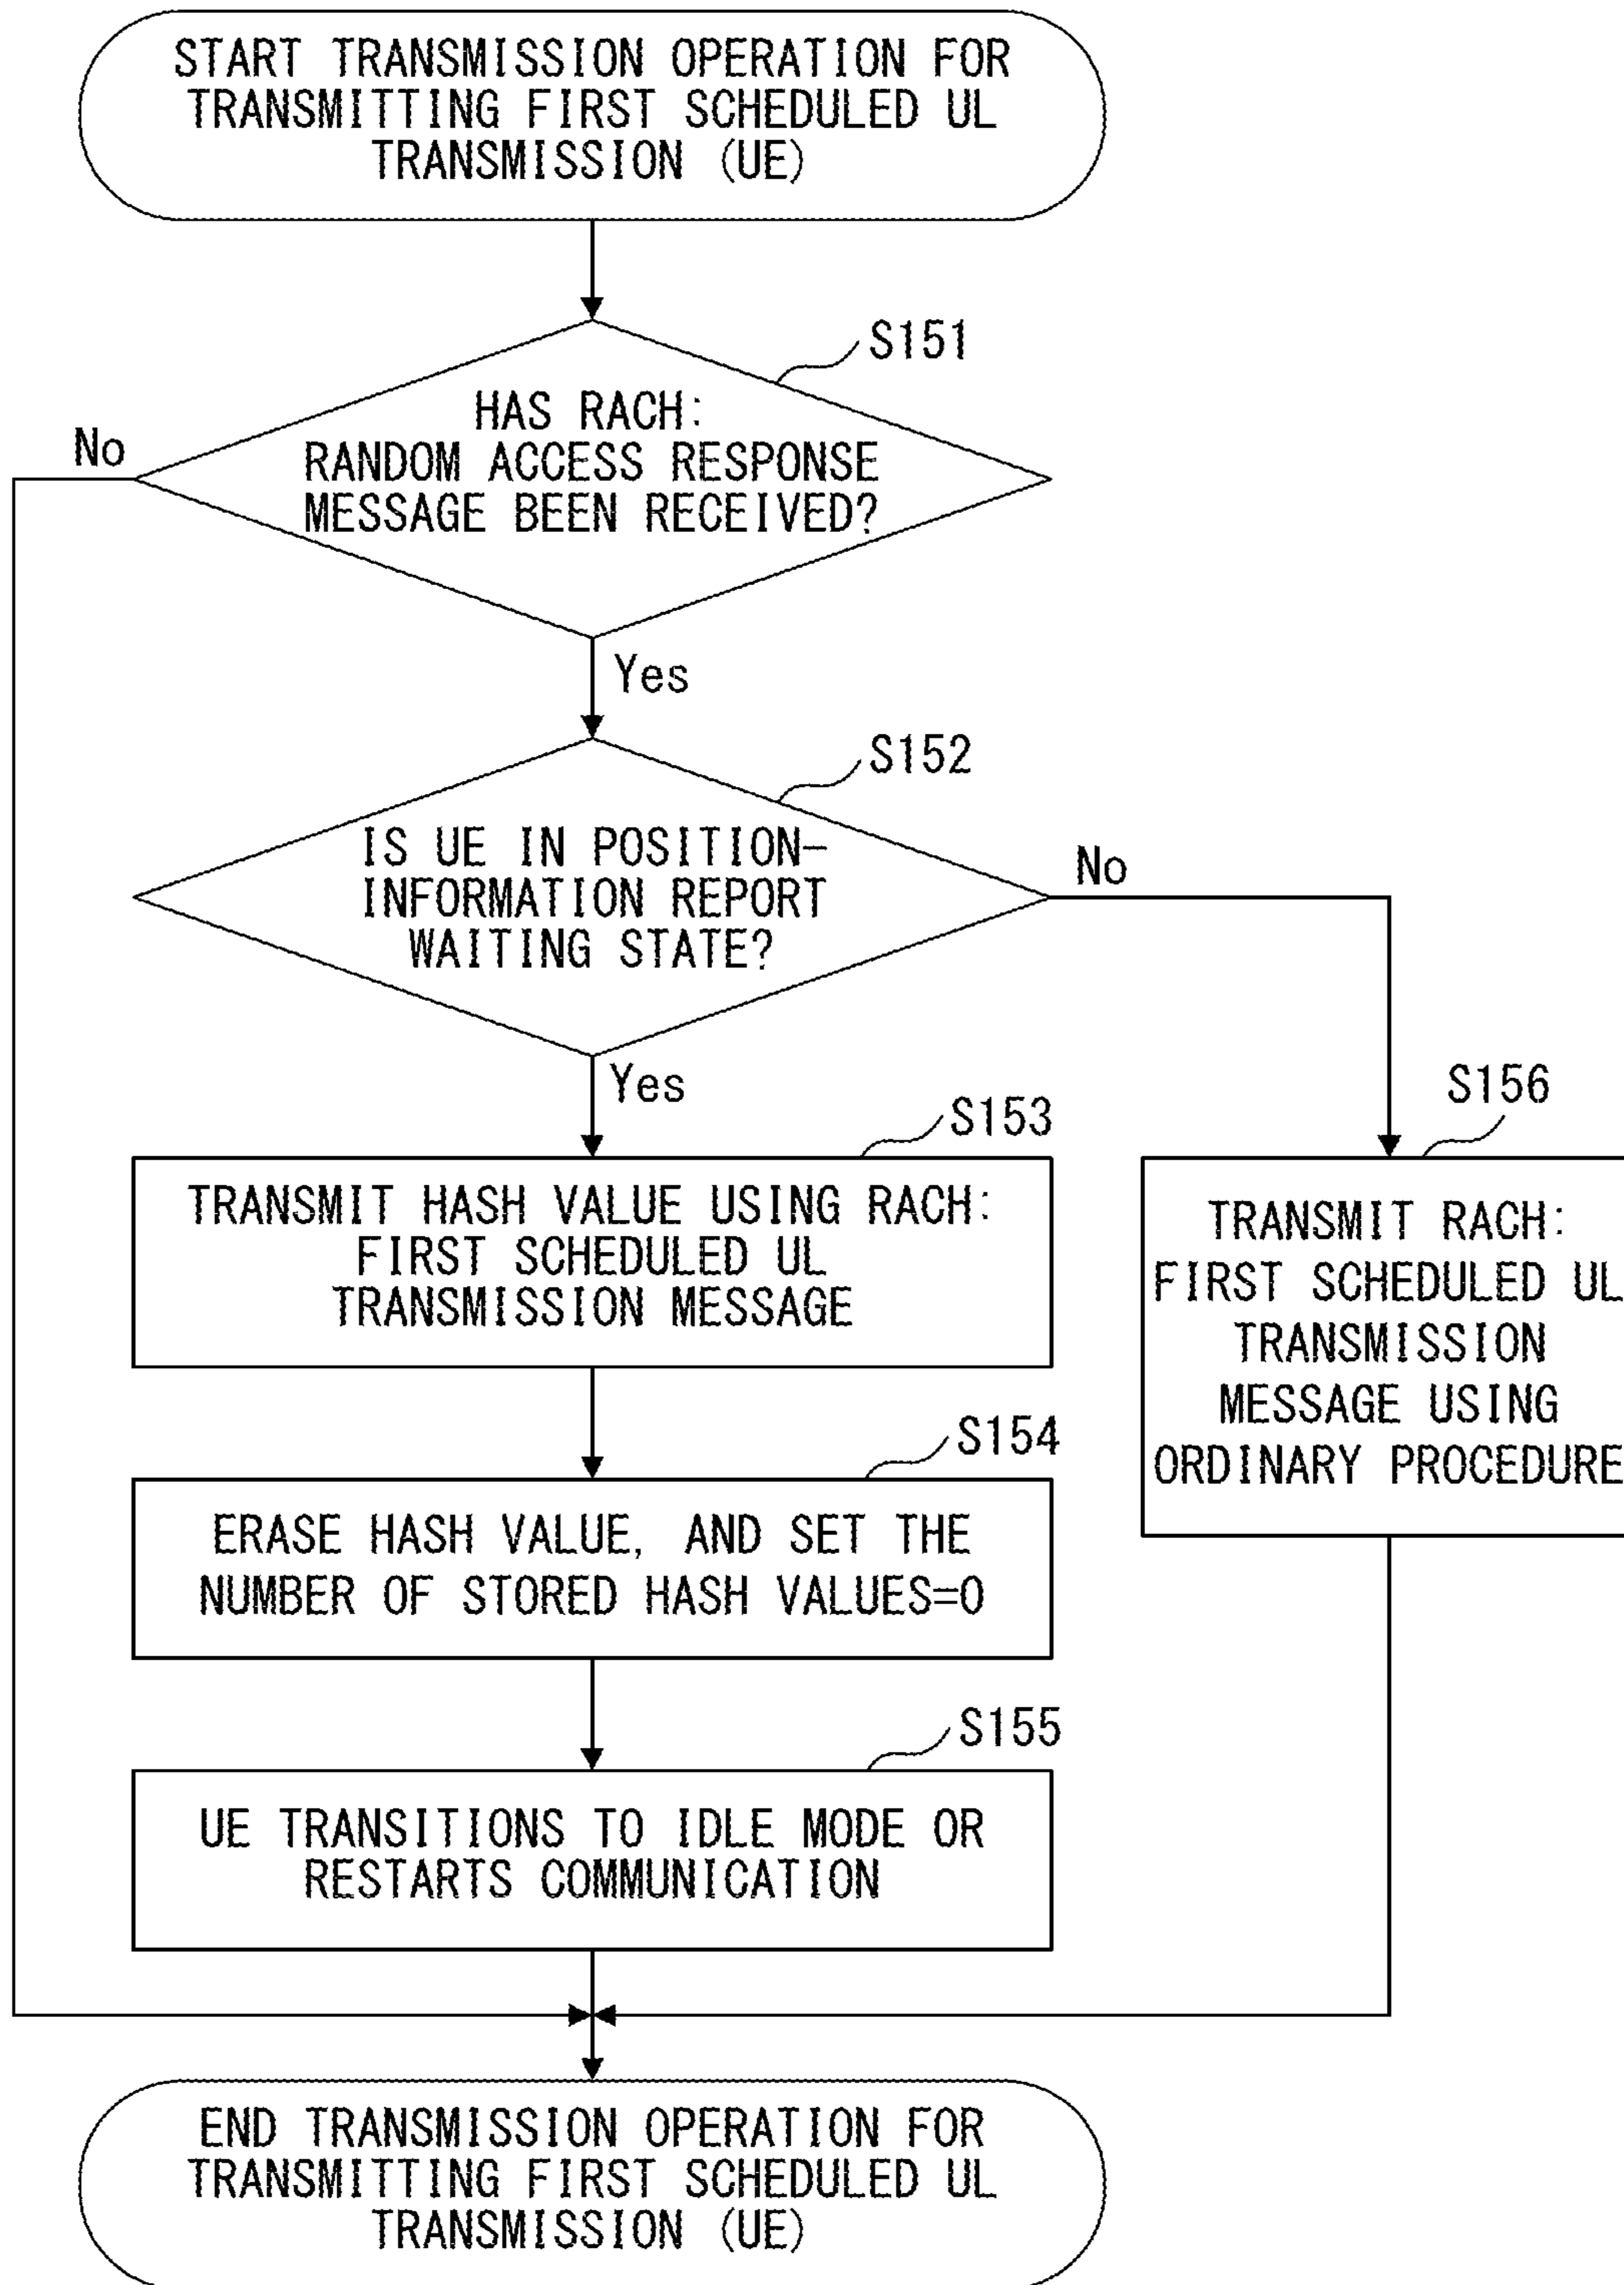 START TRANSMISSION OPERATION FOR
TRANSMITTING FIRST SCHEDULED UL
TRANSMISSION (UE)
S151
HAS RACH:
RANDOM ACCESS RESPONSE
MESSAGE BEEN RECEIVED?
No
Yes
S152
IS UE IN POSITION-
INFORMATION REPORT
WAITING STATE?
No
Yes
S153
TRANSMIT HASH VALUE USING RACH:
FIRST SCHEDULED UL
TRANSMISSION MESSAGE
S156
TRANSMIT RACH:
FIRST SCHEDULED UL
TRANSMISSION
MESSAGE USING
ORDINARY PROCEDURE
S154
ERASE HASH VALUE, AND SET THE
NUMBER OF STORED HASH VALUES=0
S155
UE TRANSITIONS TO IDLE MODE OR
RESTARTS COMMUNICATION
END TRANSMISSION OPERATION FOR
TRANSMITTING FIRST SCHEDULED UL
TRANSMISSION (UE)